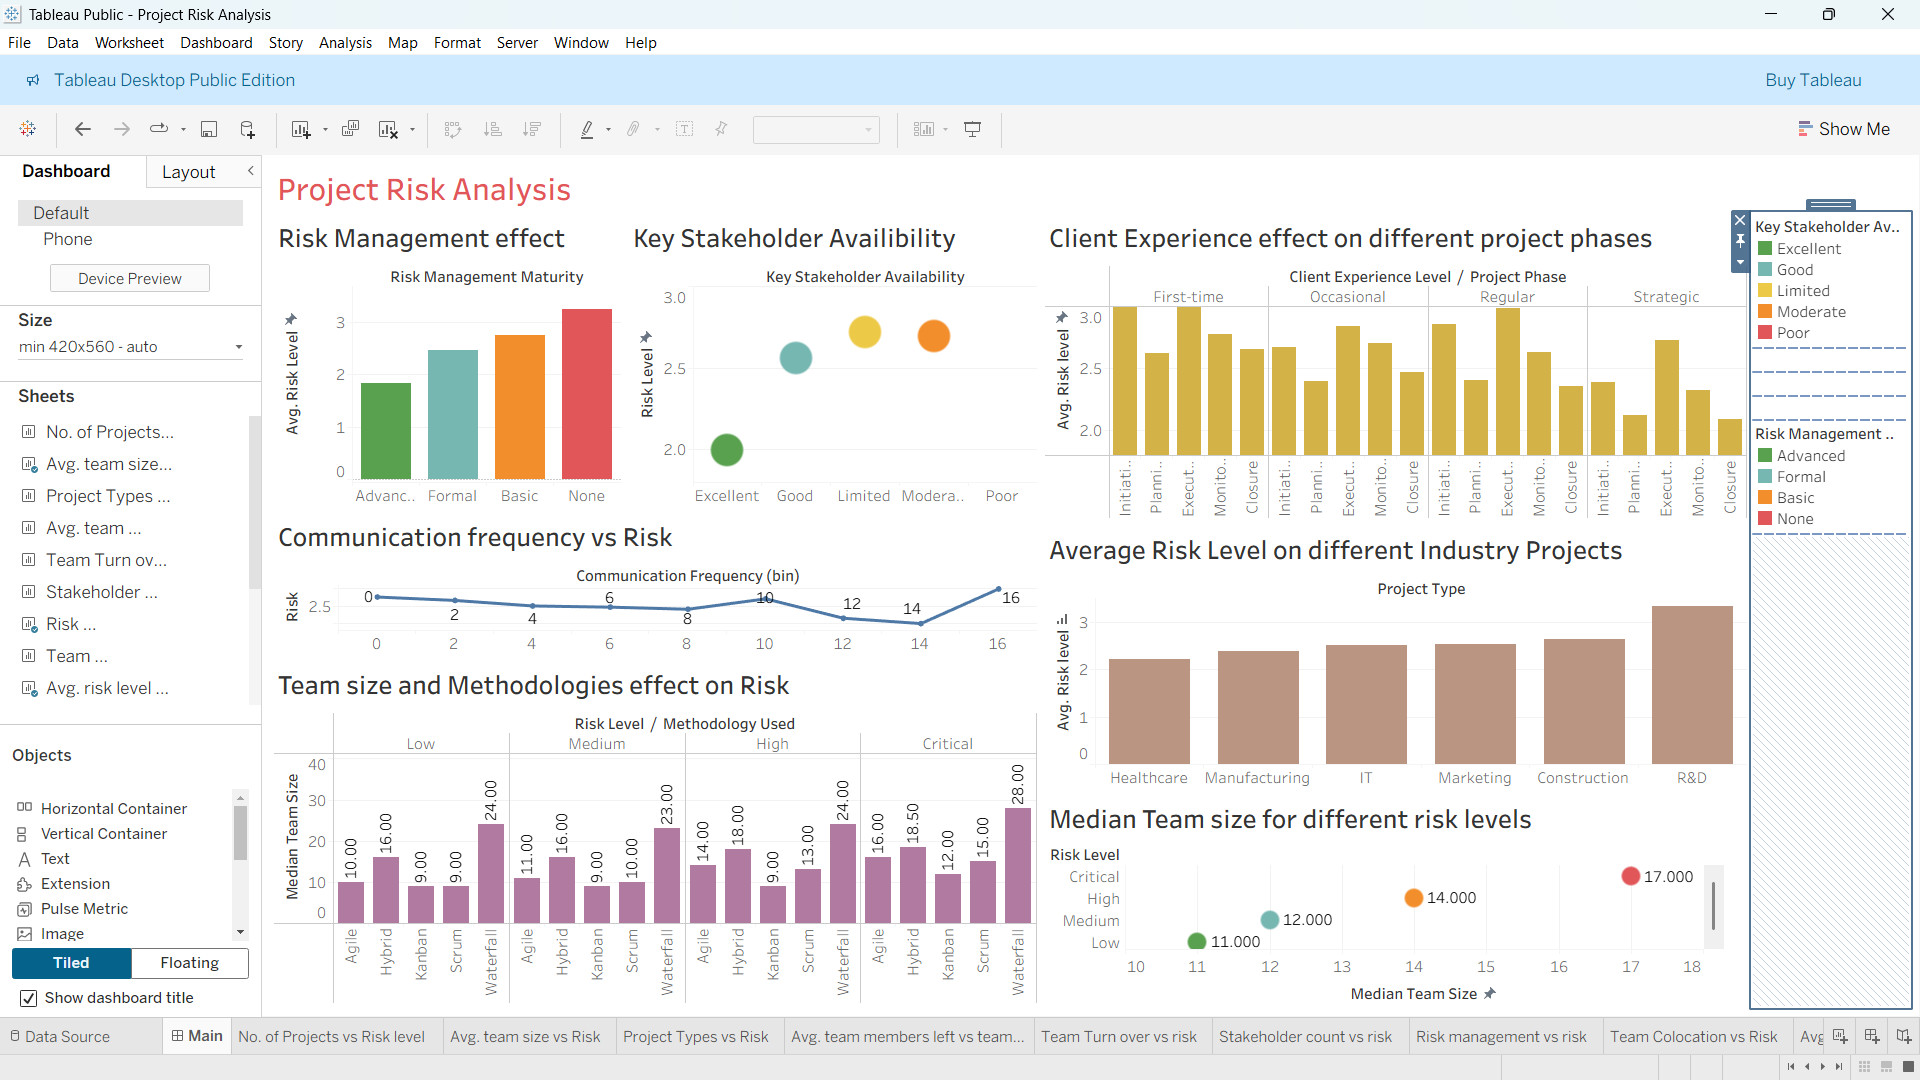 Tableau Public - Project Risk Analysis
File Data Worksheet Dashboard Story Analysis Map Format Server Window Help
Tableau Desktop Public Edition
Buy Tableau
Show Me
Dashboard
Layout
Default
Phone
Device Preview
Size
min 420x560 - auto
Sheets
No. of Projects...
Avg. team size...
Project Types ...
Avg. team ...
Team Turn ov...
Stakeholder ...
Risk ...
Team ...
Avg. risk level ...
Objects
Horizontal Container
Vertical Container
Text
Extension
Pulse Metric
Image
Tiled
Floating
Show dashboard title
Project Risk Analysis
Risk Management effect
Risk Management Maturity
Avg. Risk Level
3
2
1
0
Advanc.. Formal Basic None
Key Stakeholder Availibility
Key Stakeholder Availability
Risk Level
3.0
2.5
2.0
Excellent Good Limited Modera.. Poor
Client Experience effect on different project phases
Client Experience Level / Project Phase
First-time Occasional Regular Strategic
Avg. Risk level
3.0
2.5
2.0
Initiati.. Planni.. Execut.. Monito.. Closure Initiati.. Planni.. Execut.. Monito.. Closure Initiati.. Planni.. Execut.. Monito.. Closure Initiati.. Planni.. Execut.. Monito.. Closure
Communication frequency vs Risk
Communication Frequency (bin)
Risk
2.5
0 2 4 6 8 10 12 14 16
0 2 4 6 8 10 12 14 16
Team size and Methodologies effect on Risk
Risk Level / Methodology Used
Low Medium High Critical
Median Team Size
40
30
20
10
0
10.00 16.00 9.00 9.00 24.00 11.00 16.00 9.00 10.00 23.00 14.00 18.00 9.00 13.00 24.00 16.00 18.50 12.00 15.00 28.00
Agile Hybrid Kanban Scrum Waterfall Agile Hybrid Kanban Scrum Waterfall Agile Hybrid Kanban Scrum Waterfall Agile Hybrid Kanban Scrum Waterfall
Average Risk Level on different Industry Projects
Project Type
Avg. Risk level
3
2
1
0
Healthcare Manufacturing IT Marketing Construction R&D
Median Team size for different risk levels
Risk Level
Critical 17.000
High 14.000
Medium 12.000
Low 11.000
10 11 12 13 14 15 16 17 18
Median Team Size
Key Stakeholder Av..
Excellent
Good
Limited
Moderate
Poor
Risk Management ..
Advanced
Formal
Basic
None
Data Source
Main
No. of Projects vs Risk level
Avg. team size vs Risk
Project Types vs Risk
Avg. team members left vs team...
Team Turn over vs risk
Stakeholder count vs risk
Risk management vs risk
Team Colocation vs Risk
Avg